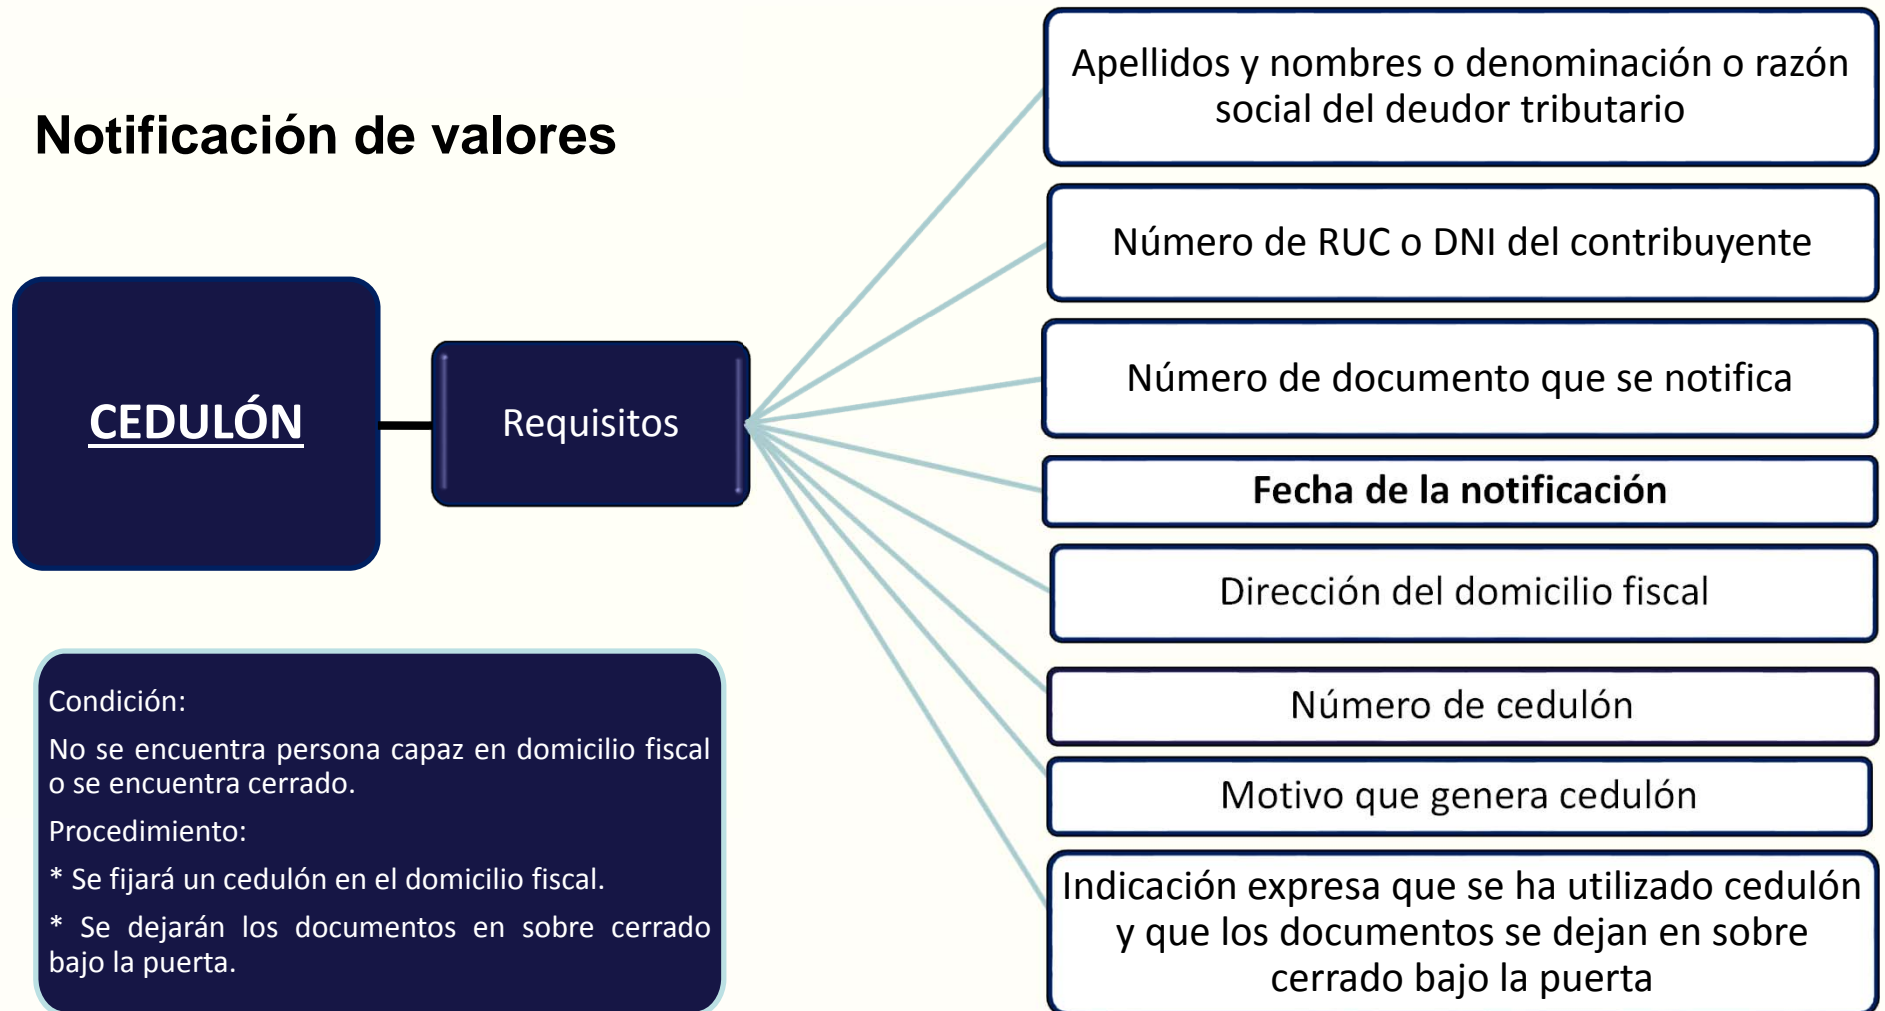 Notificación de valores
CEDULÓN
Requisitos
Apellidos y nombres o denominación o razón
social del deudor tributario
Número de RUC o DNI del contribuyente
Número de documento que se notifica
Fecha de la notificación
Dirección del domicilio fiscal
Número de cedulón
Motivo que genera cedulón
Indicación expresa que se ha utilizado cedulón
y que los documentos se dejan en sobre
cerrado bajo la puerta
Condición:
No se encuentra persona capaz en domicilio fiscal
o se encuentra cerrado.
Procedimiento:
* Se fijará un cedulón en el domicilio fiscal.
* Se dejarán los documentos en sobre cerrado
bajo la puerta.